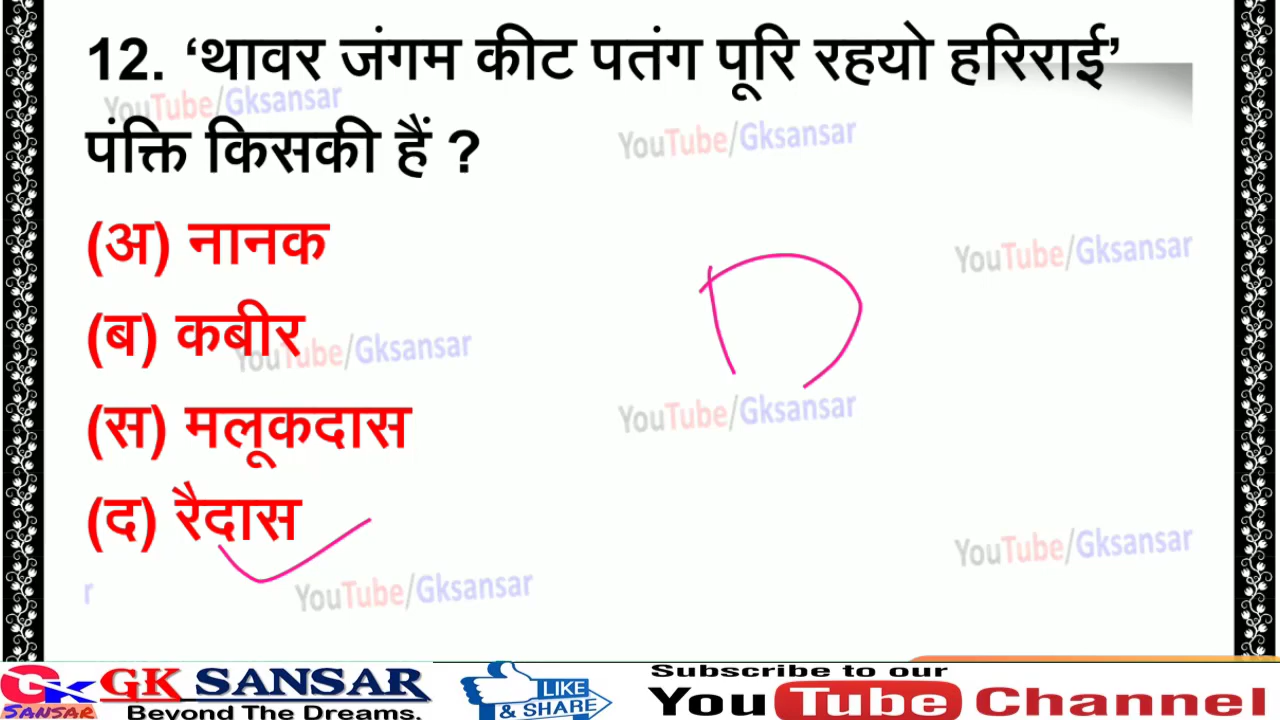 12. ‘थावर जंगम कीट पतंग पूरि रहयो हरिराई’
YouTube/Gksansar
YouTube/Gksansar
पंक्ति किसकी हैं ?
(अ) नानक
YouTube/Gksansar
(ब) कबीर
YouTube/Gksansar
YouTube/Gksansar
(स) मलूकदास
(द) रैदास
YouTube/Gksansar
r
YouTube/Gksansar
GK SANSAR
SANSAR
Beyond The Dreams.
LIKE
& SHARE
Subscribe to our
YouTube Channel